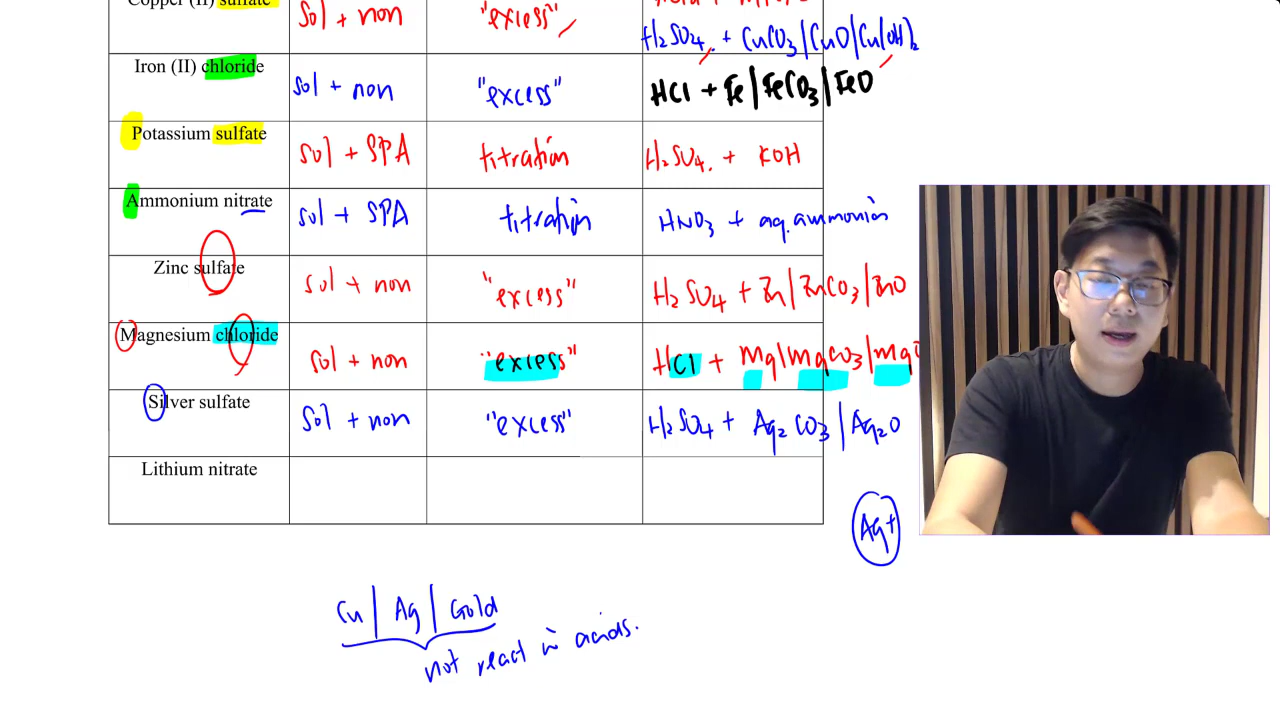 Copper (II) sulfate sol + non "excess"
H₂SO₄ + CuCO₃/CuO/Cu(OH)₂
Iron (II) chloride sol + non "excess" HCl + Fe/FeCO₃/FeO
Potassium sulfate sol + SPA titration H₂SO₄ + KOH
Ammonium nitrate sol + SPA titration HNO₃ + aq. ammonia
Zinc sulfate sol + non "excess" H₂SO₄ + Zn/ZnCO₃/ZnO
Magnesium chloride sol + non "excess" HCl + Mg/MgCO₃/MgO
Silver sulfate sol + non "excess" H₂SO₄ + Ag₂CO₃/Ag₂O
Lithium nitrate
Ag+
Cu | Ag | Gold
not react in acids.